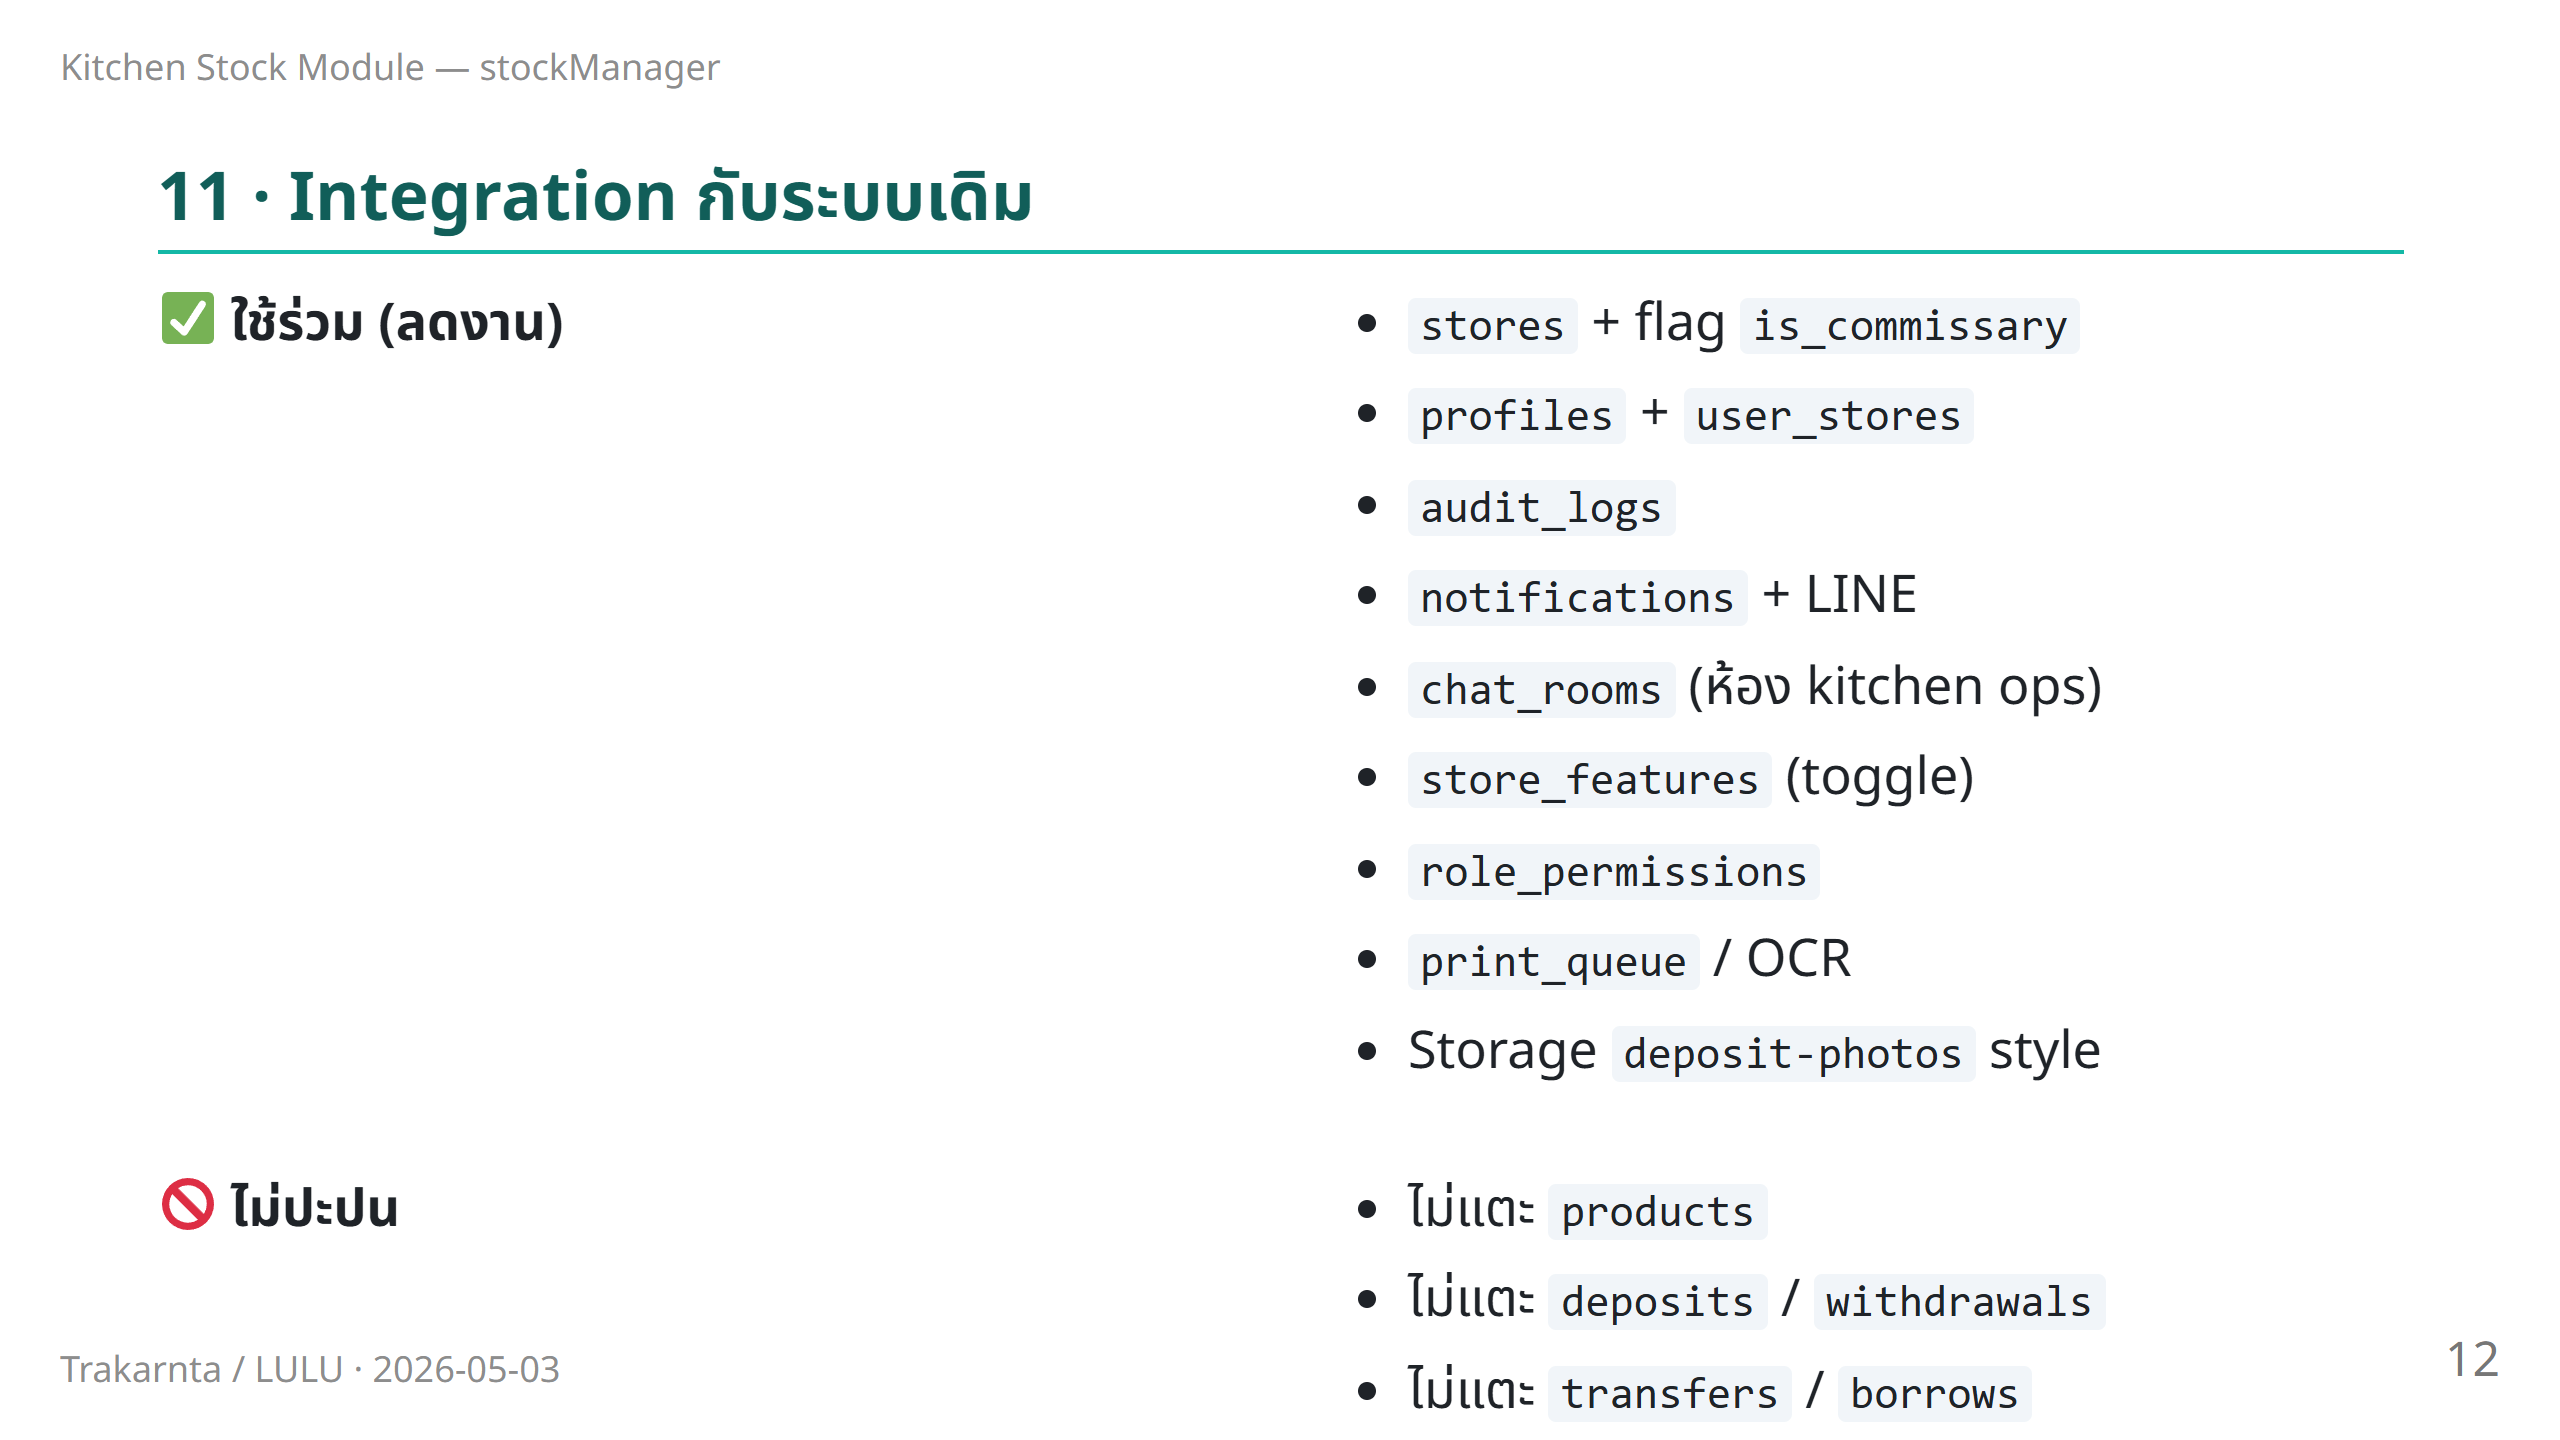 Kitchen Stock Module — stockManager
11 · Integration กับระบบเดิม
✅ ใช้ร่วม (ลดงาน)
• stores + flag is_commissary
• profiles + user_stores
• audit_logs
• notifications + LINE
• chat_rooms (ห้อง kitchen ops)
• store_features (toggle)
• role_permissions
• print_queue / OCR
• Storage deposit-photos style
🚫 ไม่ปะปน
• ไม่แตะ products
• ไม่แตะ deposits / withdrawals
• ไม่แตะ transfers / borrows
Trakarnta / LULU · 2026-05-03
12